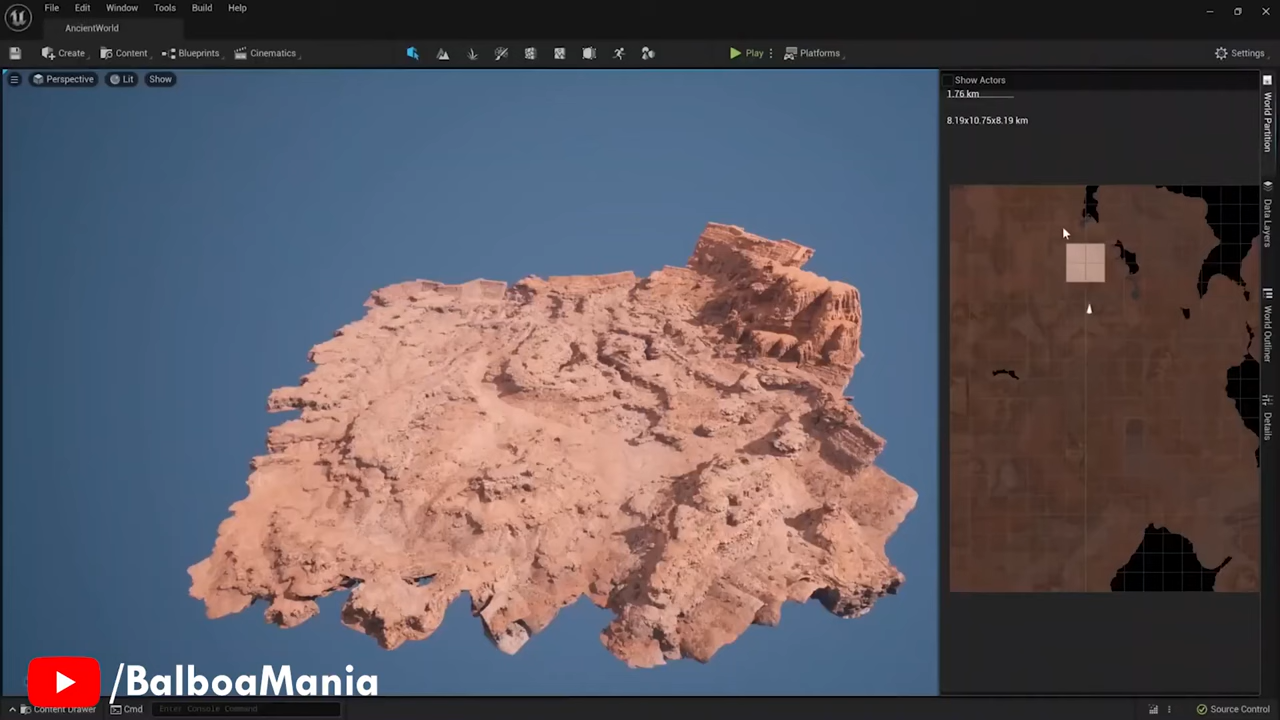 File Edit Window Tools Build Help
AncientWorld
Create Content Blueprints Cinematics Play Platforms Settings
Perspective Lit Show
Show Actors
1.76 km
8.19x10.75x8.19 km
World Partition
Data Layers
World Outliner
Details
/BalboaMania
Content Drawer Cmd Enter Console Command Source Control